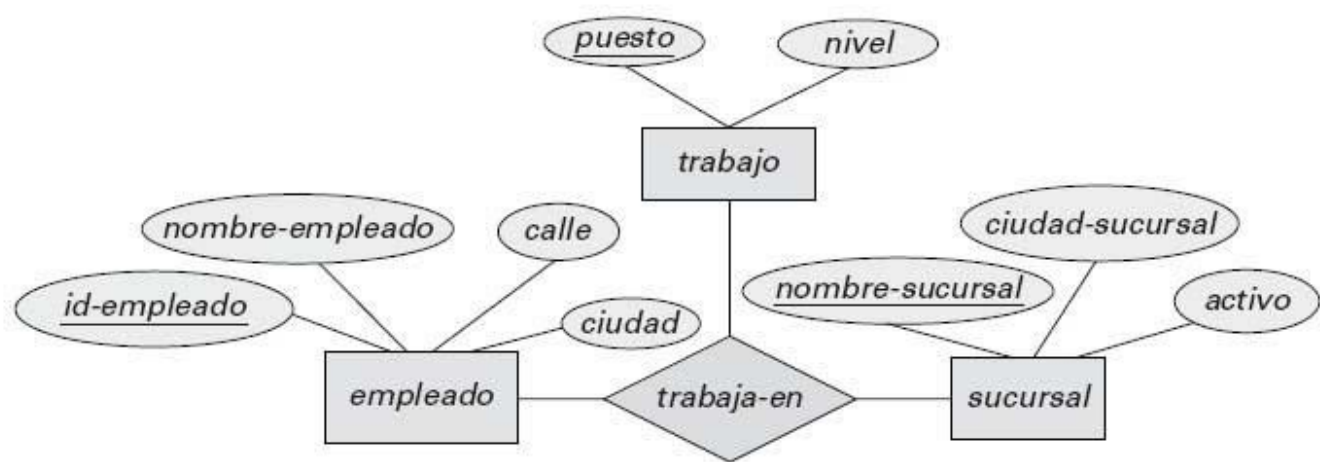 puesto
nivel
trabajo
nombre-empleado
calle
ciudad-sucursal
id-empleado
ciudad
nombre-sucursal
activo
empleado
trabaja-en
sucursal